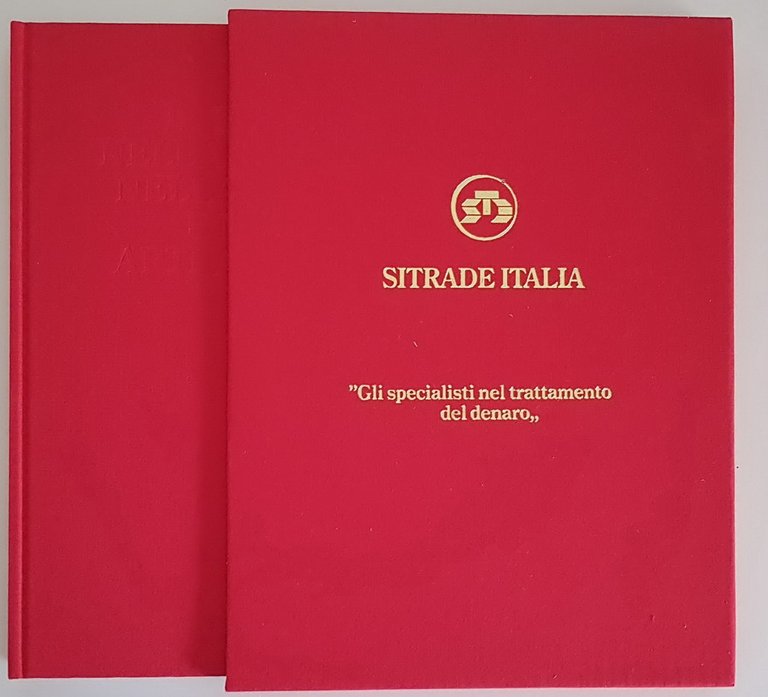 SITRADE ITALIA
”Gli specialisti nel trattamento
del denaro„